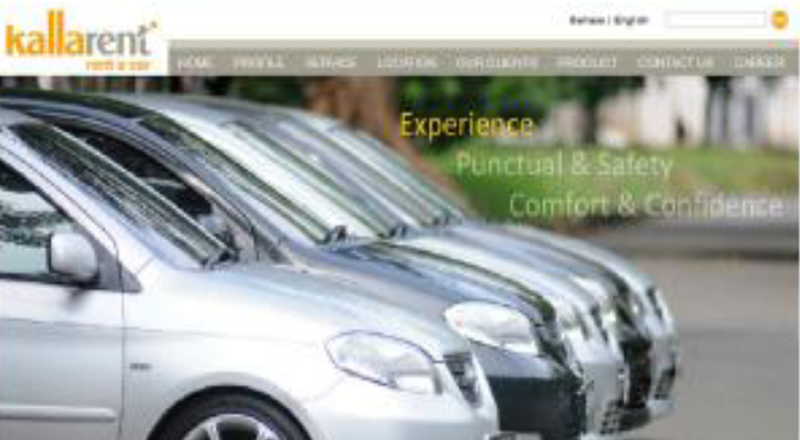 kallarent
rent a car
Bahasa | English
HOME PROFILE SERVICE LOCATION OUR CLIENTS PRODUCT CONTACT US CAREER
Experience
Punctual & Safety
Comfort & Confidence